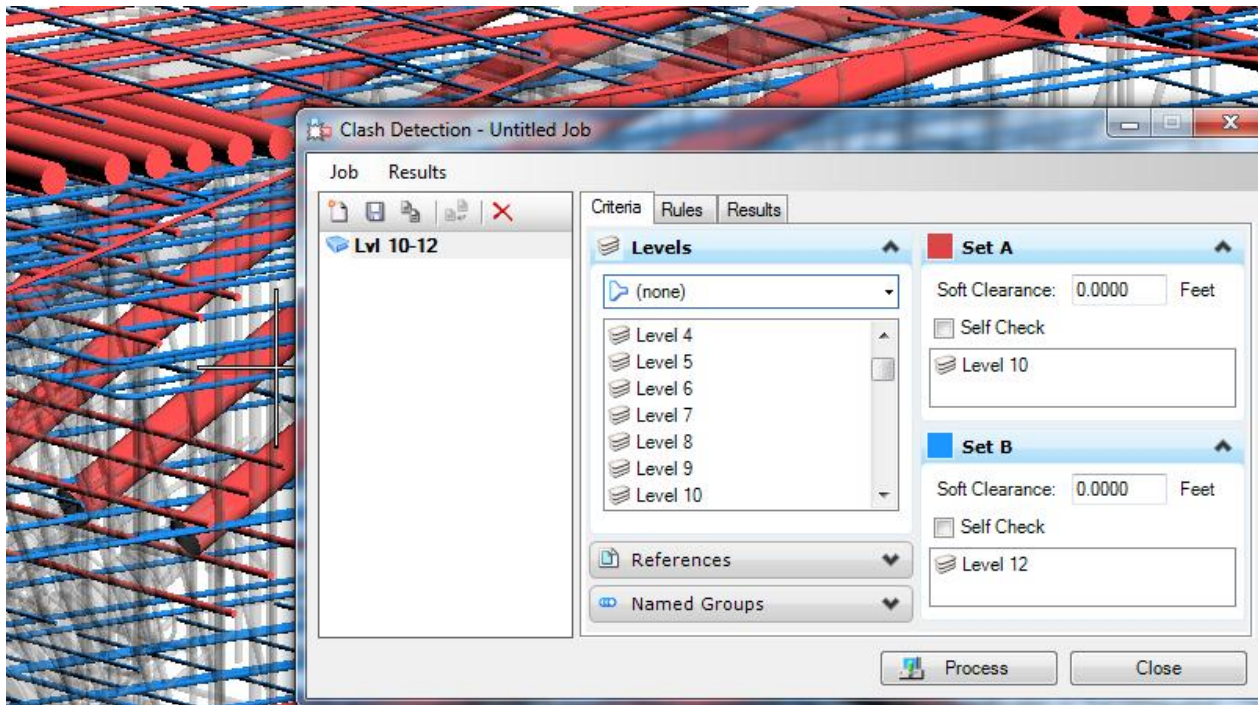 Clash Detection - Untitled Job
Job Results
Lvl 10-12
Criteria Rules Results
Levels
(none)
Level 4
Level 5
Level 6
Level 7
Level 8
Level 9
Level 10
References
Named Groups
Set A
Soft Clearance: 0.0000 Feet
Self Check
Level 10
Set B
Soft Clearance: 0.0000 Feet
Self Check
Level 12
Process Close